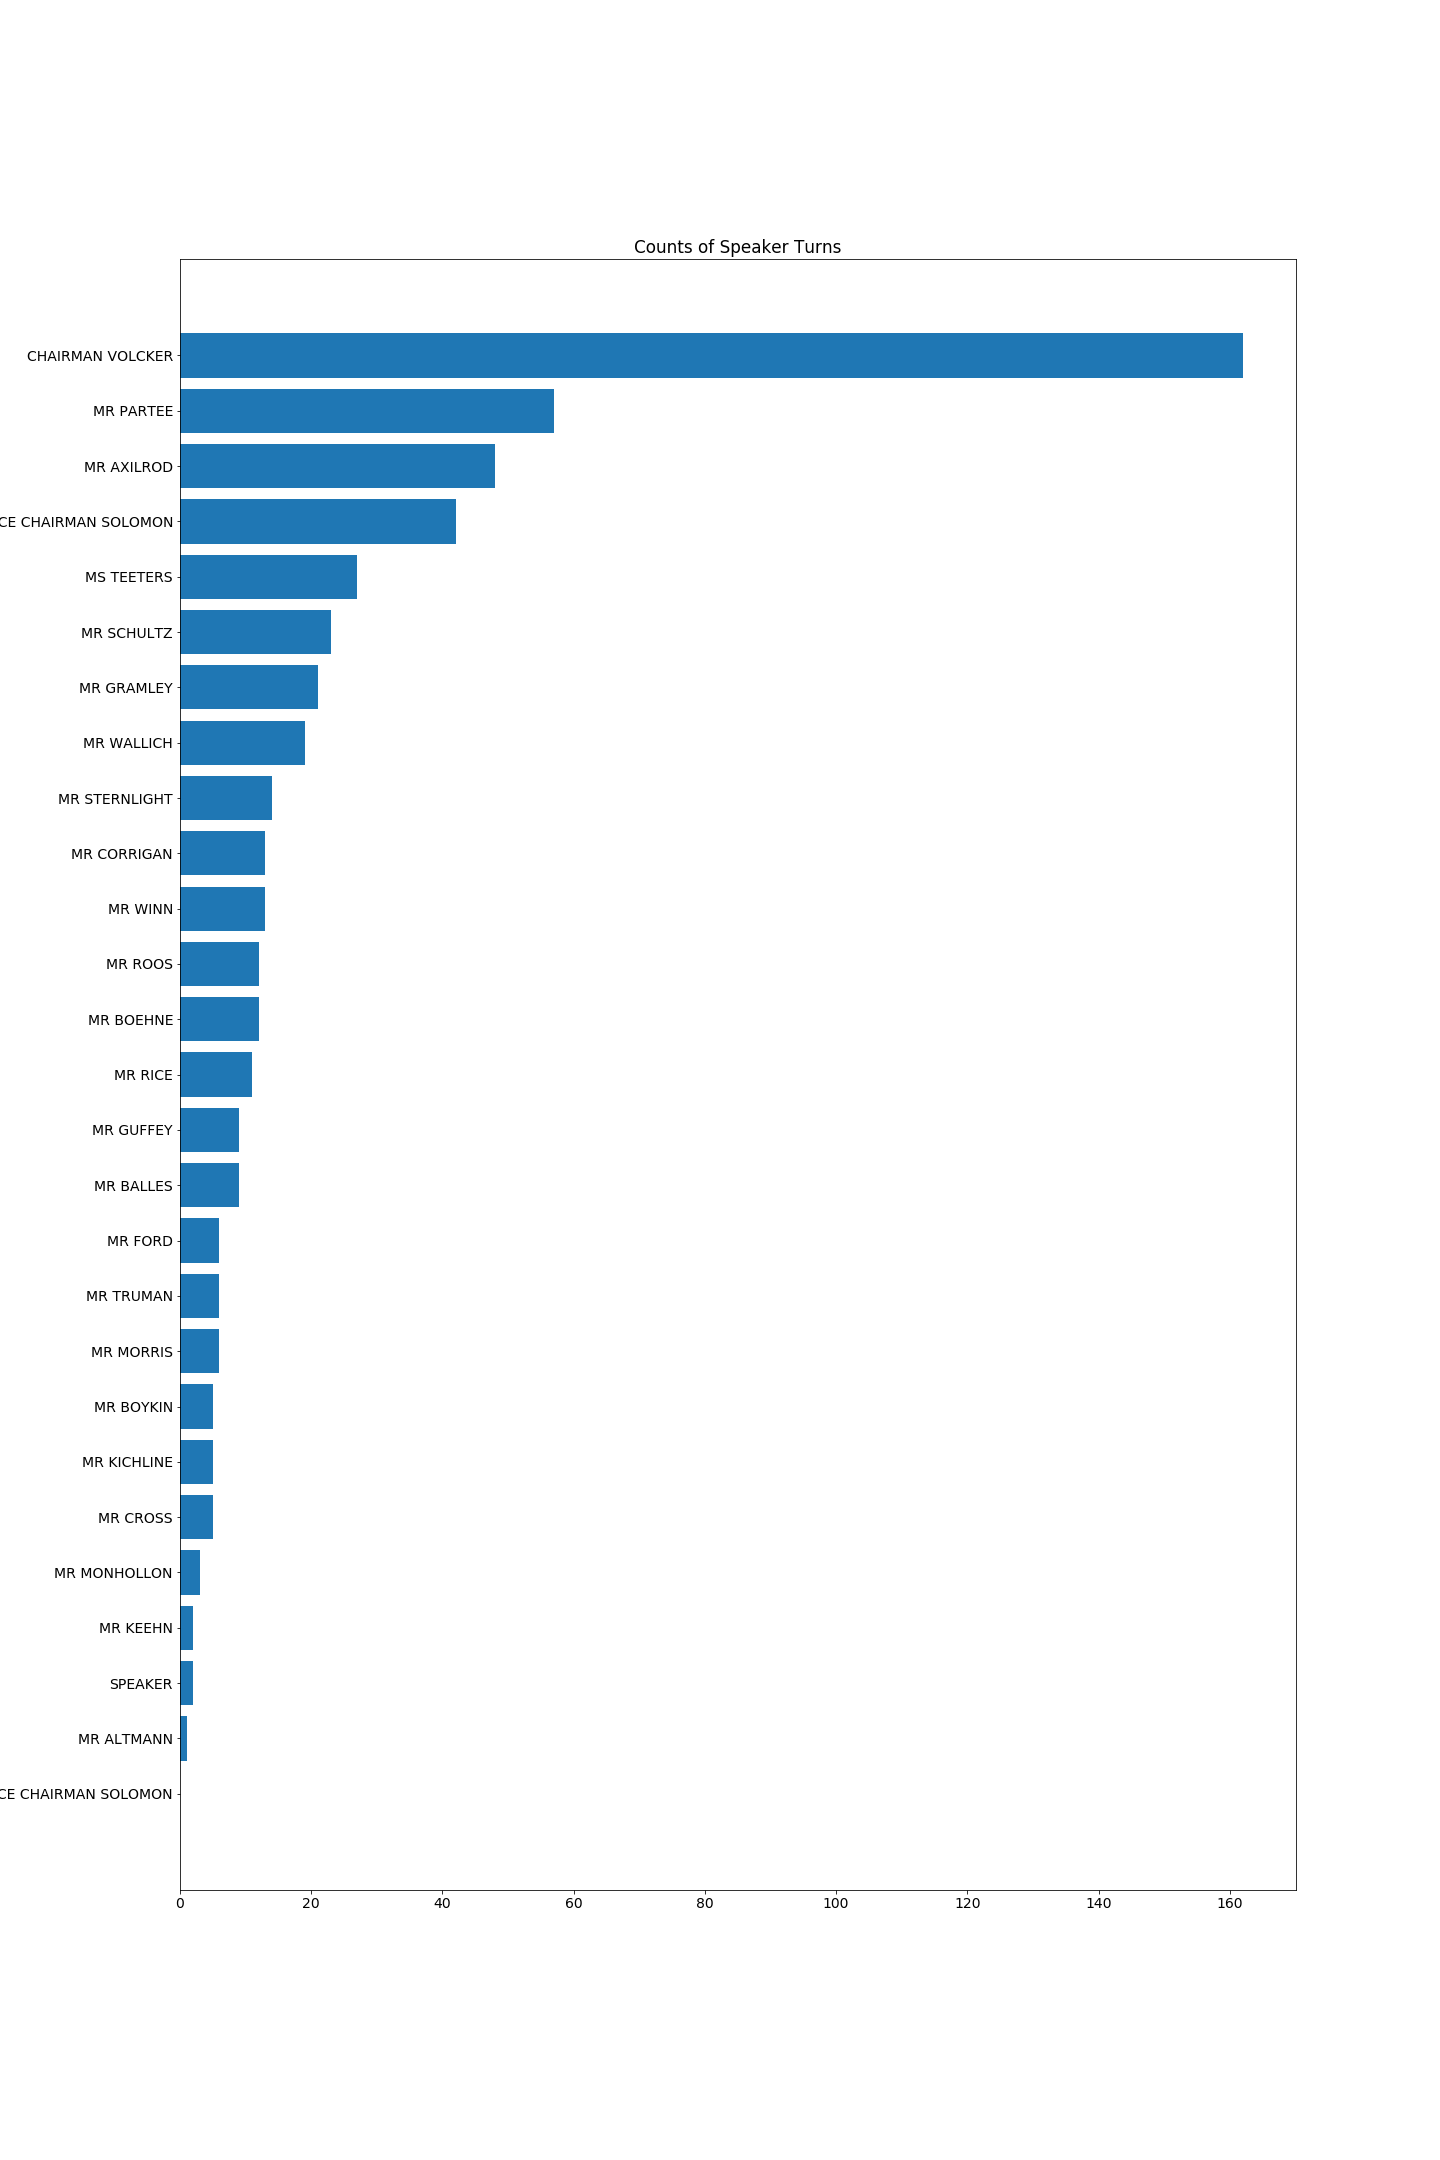 Counts of Speaker Turns
CHAIRMAN VOLCKER
MR PARTEE
MR AXILROD
CE CHAIRMAN SOLOMON
MS TEETERS
MR SCHULTZ
MR GRAMLEY
MR WALLICH
MR STERNLIGHT
MR CORRIGAN
MR WINN
MR ROOS
MR BOEHNE
MR RICE
MR GUFFEY
MR BALLES
MR FORD
MR TRUMAN
MR MORRIS
MR BOYKIN
MR KICHLINE
MR CROSS
MR MONHOLLON
MR KEEHN
SPEAKER
MR ALTMANN
CE CHAIRMAN SOLOMON
0 20 40 60 80 100 120 140 160